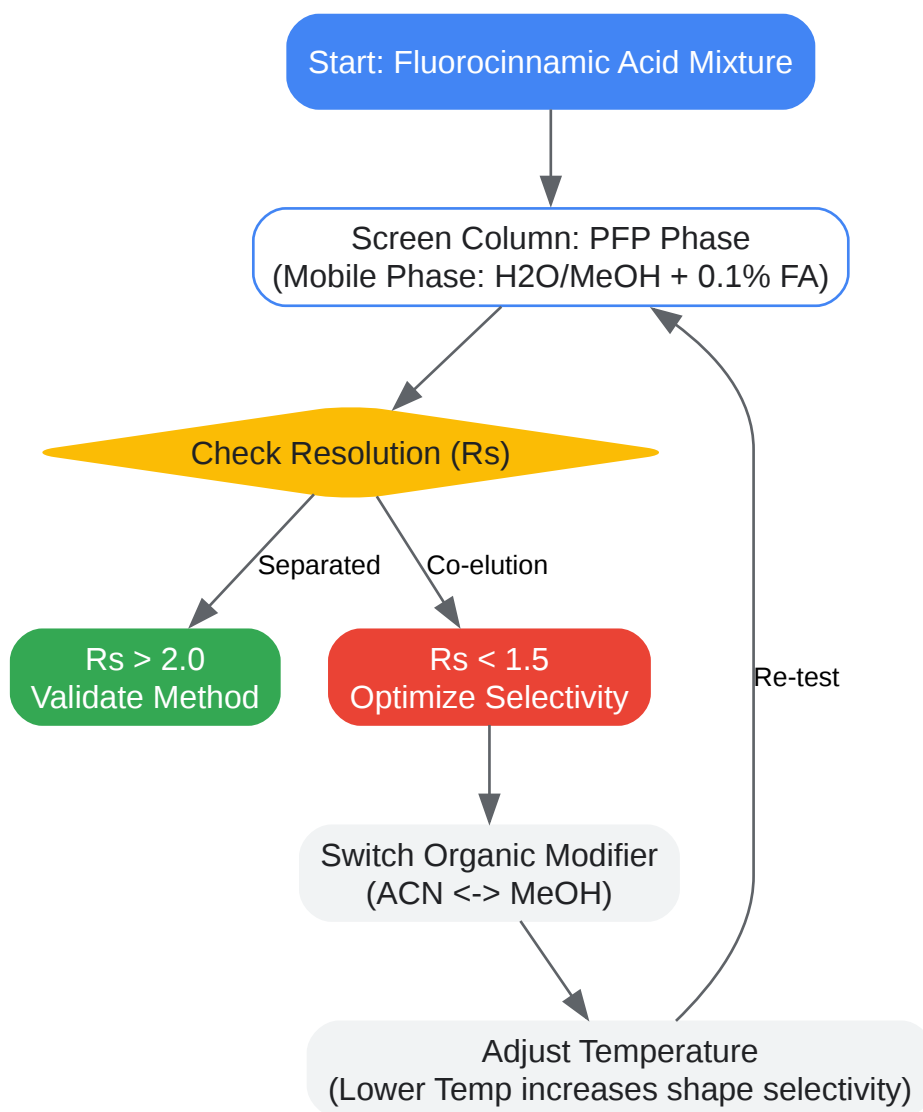 Start: Fluorocinnamic Acid Mixture
Screen Column: PFP Phase
(Mobile Phase: H2O/MeOH + 0.1% FA)
Check Resolution (Rs)
Separated
Co-elution
Rs > 2.0
Validate Method
Rs < 1.5
Optimize Selectivity
Re-test
Switch Organic Modifier
(ACN <-> MeOH)
Adjust Temperature
(Lower Temp increases shape selectivity)